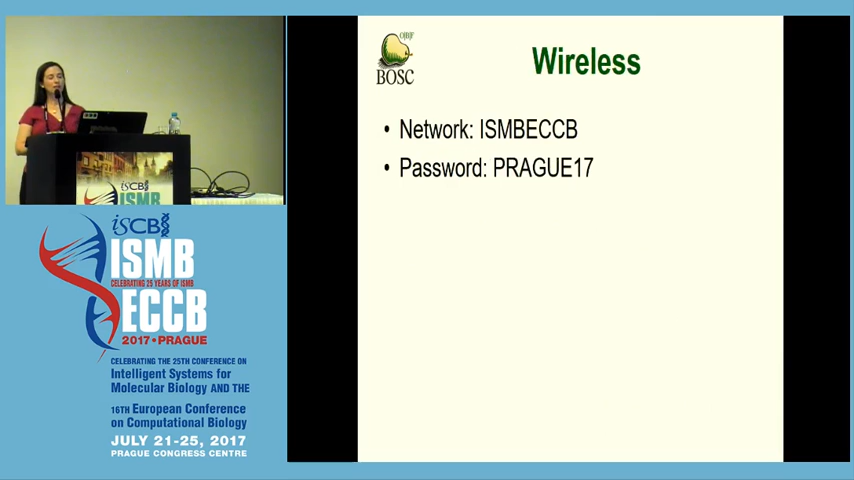 OBF
BOSC
Wireless
• Network: ISMBECCB
• Password: PRAGUE17
iSCB
ISMB
iSCB
ISMB
CELEBRATING 25 YEARS OF ISMB
ECCB
2017 • PRAGUE
CELEBRATING THE 25TH CONFERENCE ON
Intelligent Systems for
Molecular Biology AND THE
16TH European Conference
on Computational Biology
JULY 21-25, 2017
PRAGUE CONGRESS CENTRE